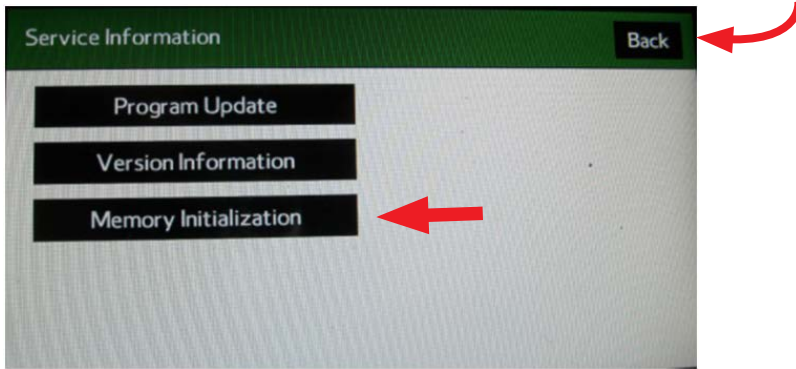 Service Information
Back
Program Update
Version Information
Memory Initialization